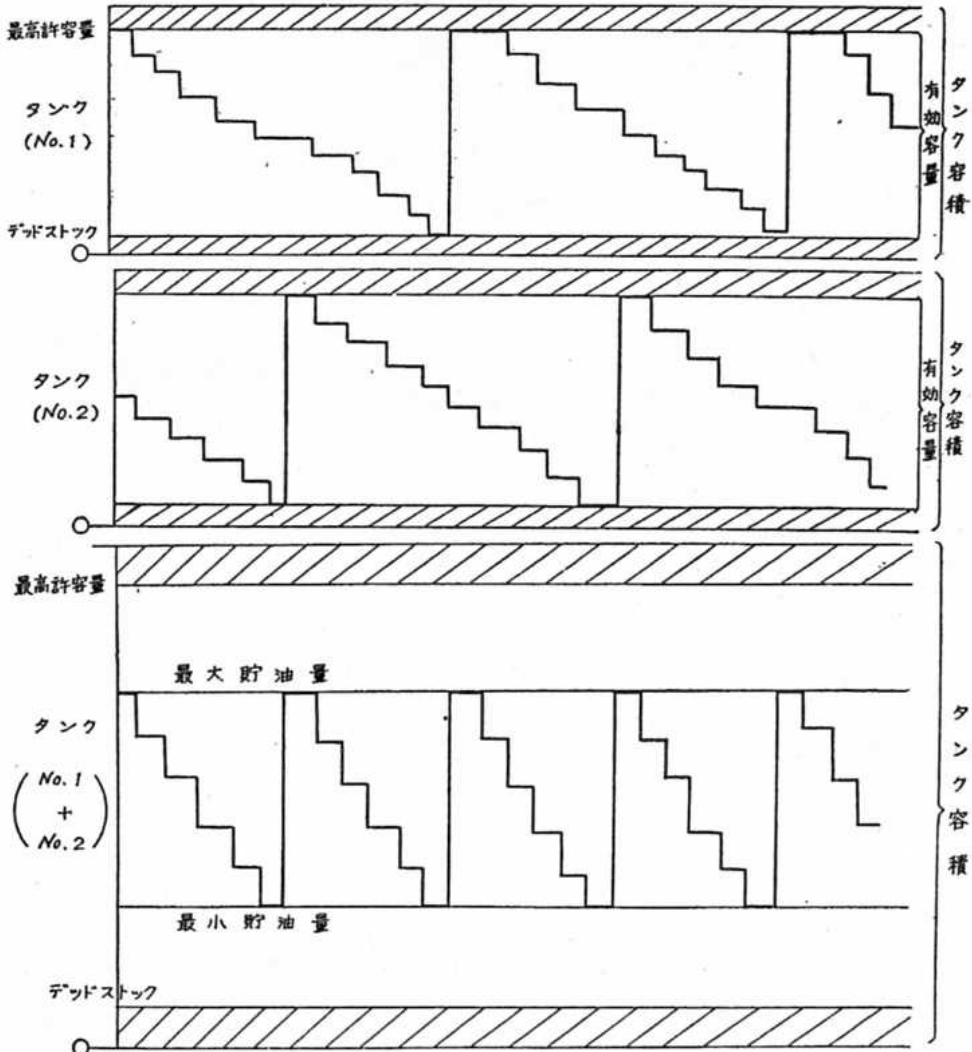 最高許容量
タンク
(No.1)
デッドストック
有効容量
タンク容積
タンク
(No.2)
有効容量
タンク容積
最高許容量
最大貯油量
タンク
(No.1
+
No.2)
最小貯油量
デッドストック
タンク容積